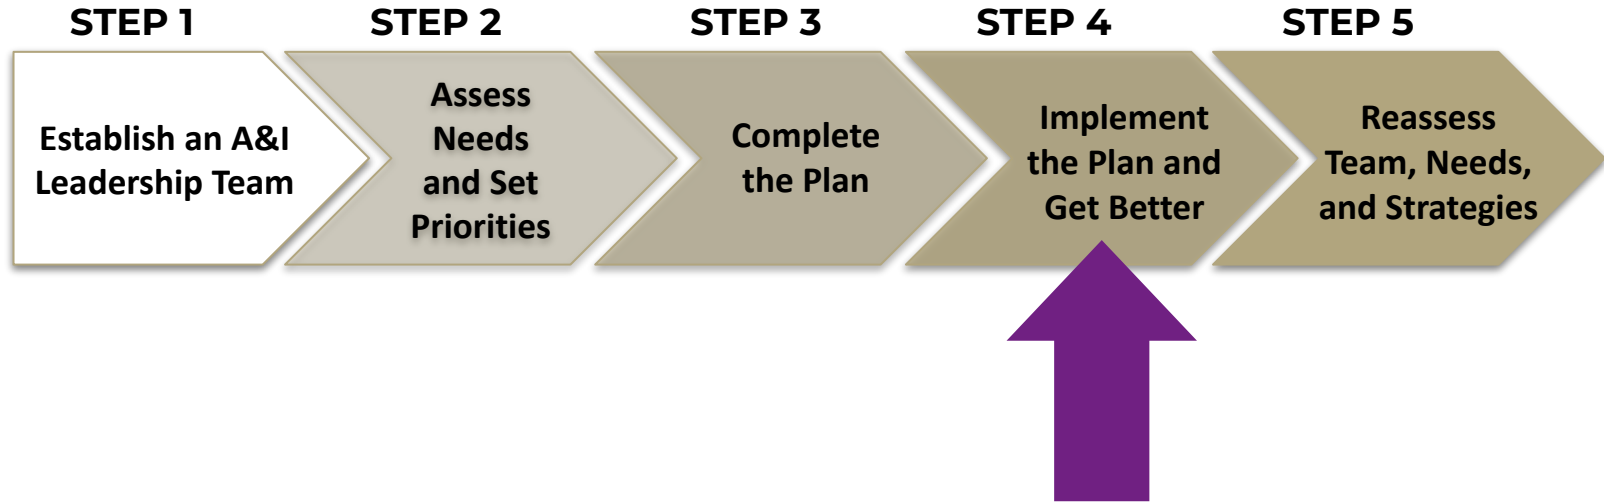 STEP 1
STEP 2
STEP 3
STEP 4
STEP 5
Establish an A&I
Leadership Team
Assess
Needs
and Set
Priorities
Complete
the Plan
Implement
the Plan and
Get Better
Reassess
Team, Needs,
and Strategies